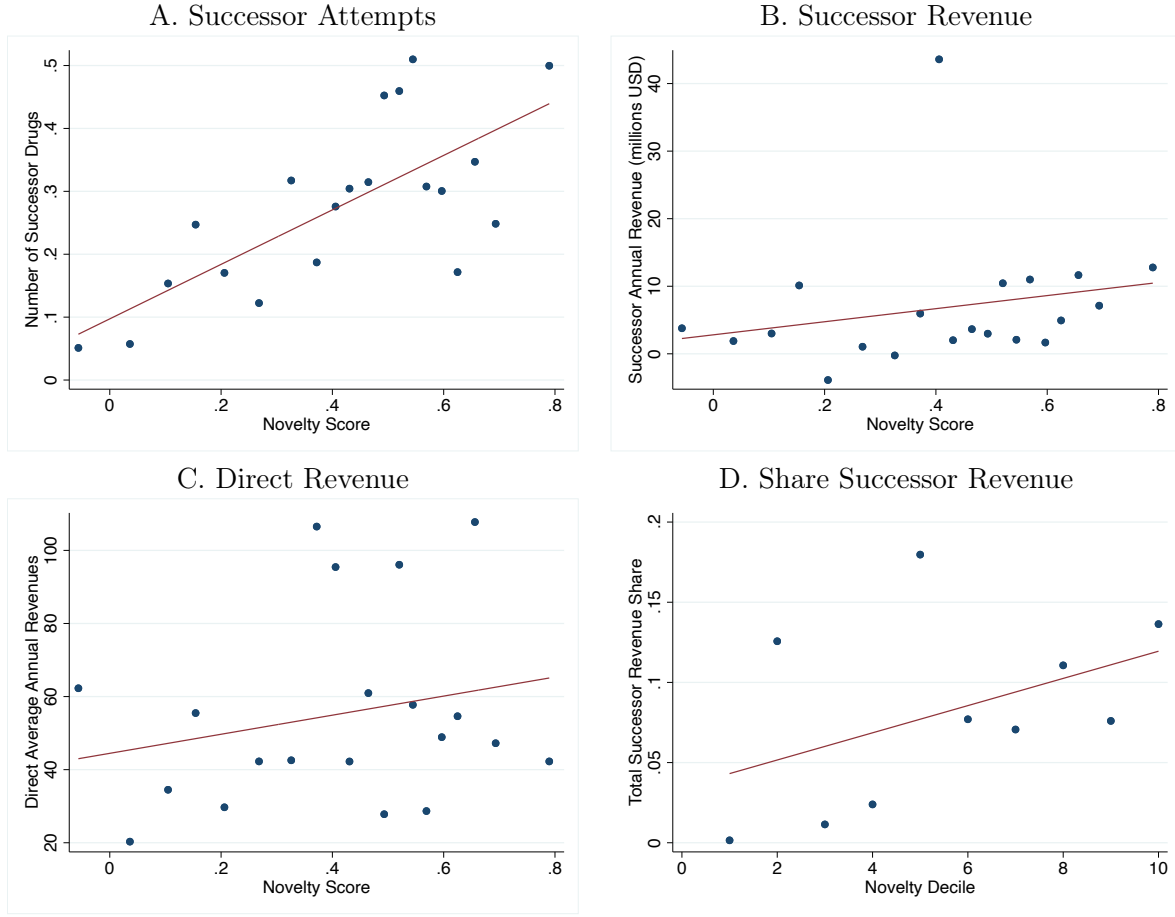 A. Successor Attempts
Number of Successor Drugs
.5
.4
.3
.2
.1
0
0 .2 .4 .6 .8
Novelty Score
B. Successor Revenue
Successor Annual Revenue (millions USD)
40
30
20
10
0
0 .2 .4 .6 .8
Novelty Score
C. Direct Revenue
Direct Average Annual Revenues
100
80
60
40
20
0 .2 .4 .6 .8
Novelty Score
D. Share Successor Revenue
Total Successor Revenue Share
.2
.15
.1
.05
0
0 2 4 6 8 10
Novelty Decile